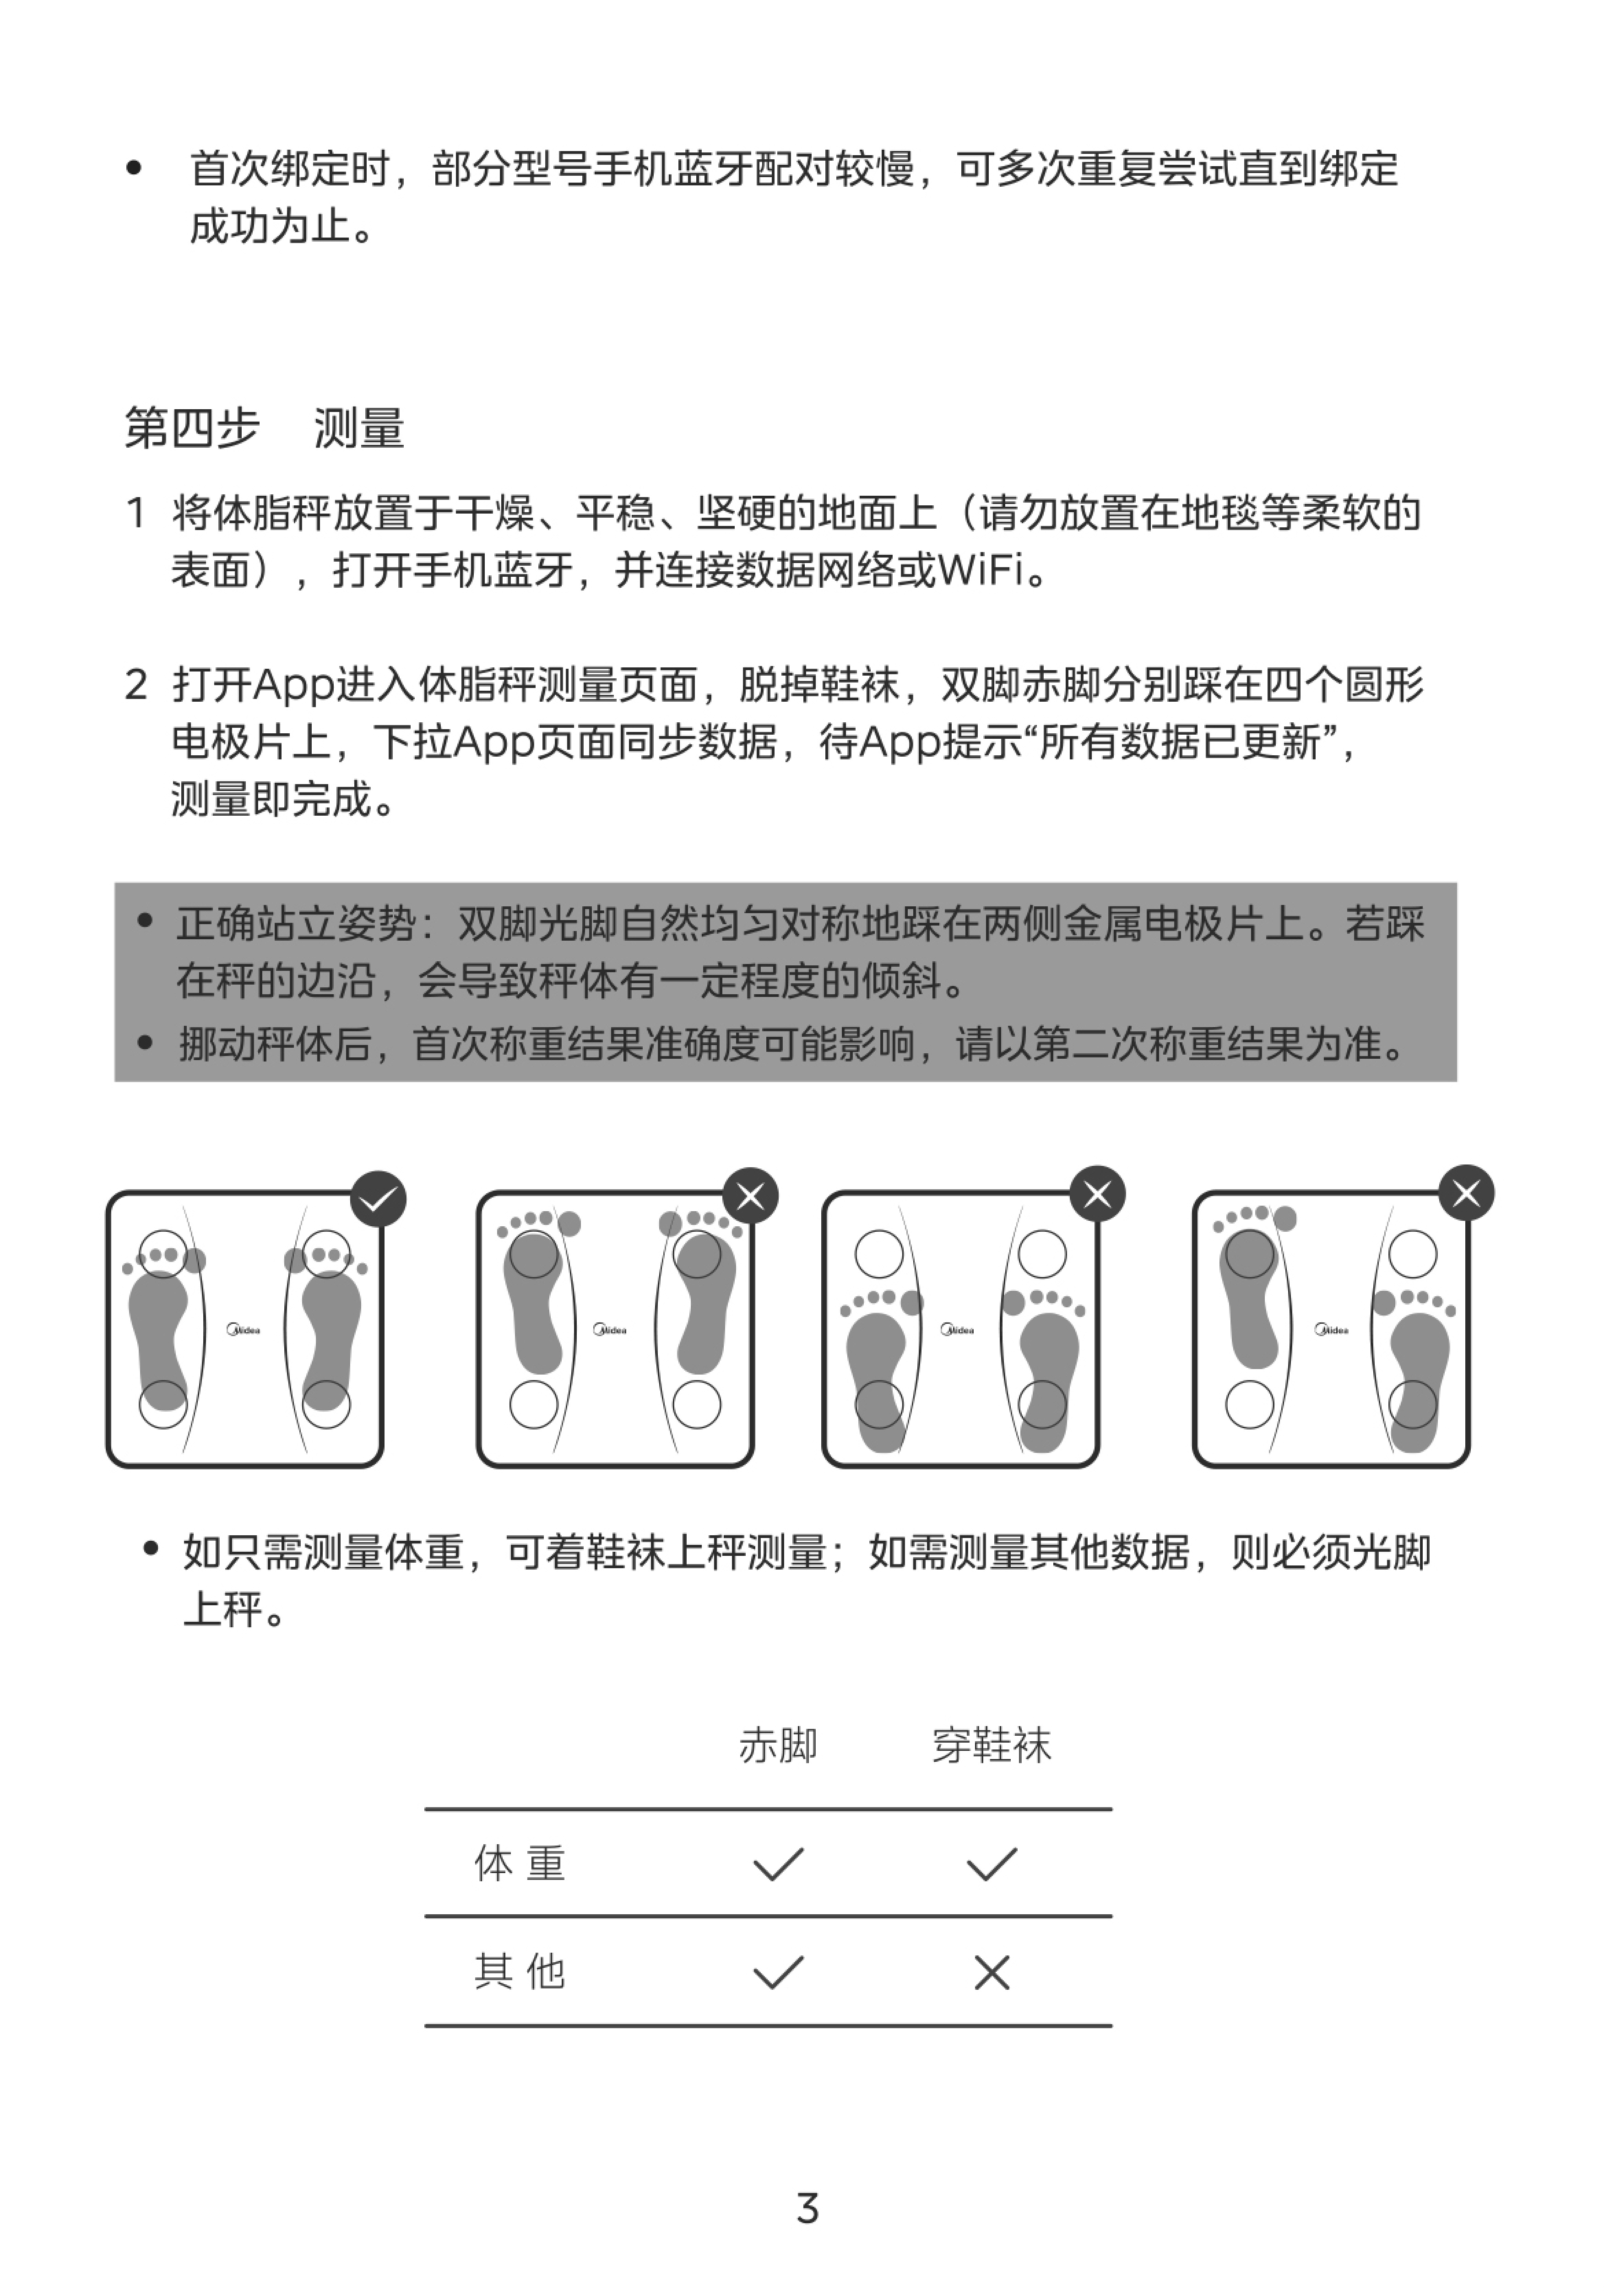 • 首次绑定时，部分型号手机蓝牙配对较慢，可多次重复尝试直到绑定
成功为止。
第四步 测量
1 将体脂秤放置于干燥、平稳、坚硬的地面上（请勿放置在地毯等柔软的
表面），打开手机蓝牙，并连接数据网络或WiFi。
2 打开App进入体脂秤测量页面，脱掉鞋袜，双脚赤脚分别踩在四个圆形
电极片上，下拉App页面同步数据，待App提示“所有数据已更新”，
测量即完成。
• 正确站立姿势：双脚光脚自然均匀对称地踩在两侧金属电极片上。若踩
在秤的边沿，会导致秤体有一定程度的倾斜。
• 挪动秤体后，首次称重结果准确度可能影响，请以第二次称重结果为准。
Midea Midea Midea Midea
• 如只需测量体重，可着鞋袜上秤测量；如需测量其他数据，则必须光脚
上秤。
赤脚 穿鞋袜
体 重 ✓ ✓
其 他 ✓ ✕
3